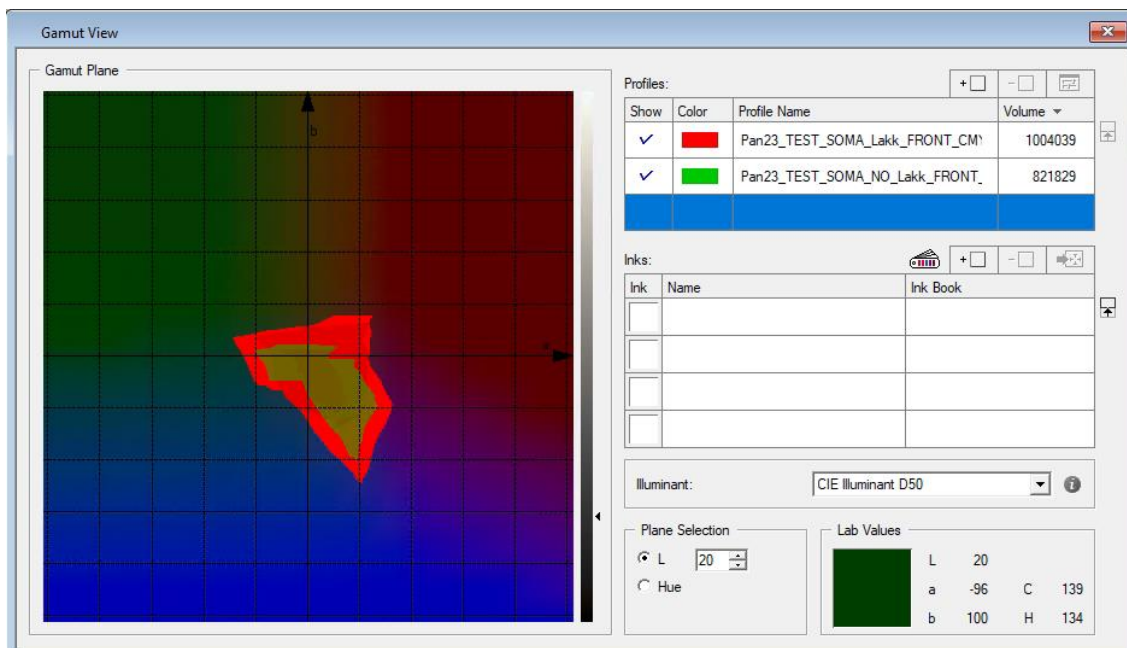 Gamut View
Gamut Plane
b
a
Profiles:
Show Color Profile Name Volume
Pan23_TEST_SOMA_Lakk_FRONT_CMY 1004039
Pan23_TEST_SOMA_NO_Lakk_FRONT_ 821829
Inks:
Ink Name Ink Book
Illuminant: CIE Illuminant D50
Plane Selection
L 20
Hue
Lab Values
L 20
a -96 C 139
b 100 H 134